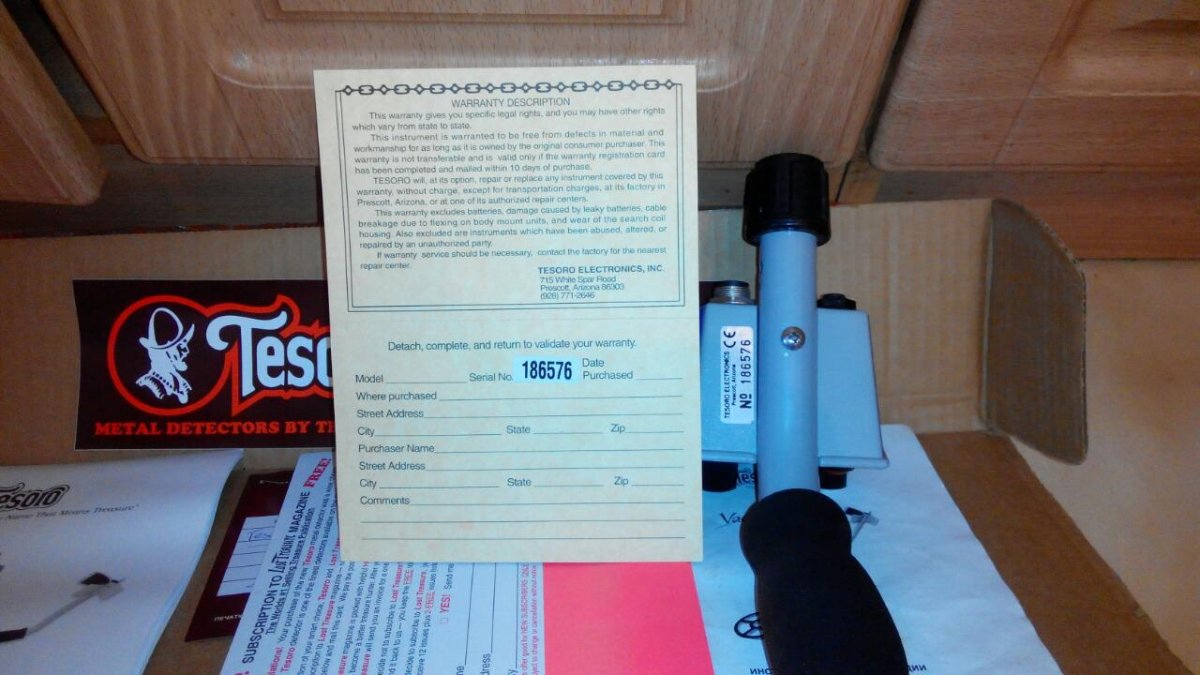 WARRANTY DESCRIPTION
This warranty gives you specific legal rights, and you may have other rights
which vary from state to state.
This instrument is warranted to be free from defects in material and
workmanship for as long as it is owned by the original consumer purchaser. This
warranty is not transferable and is valid only if the warranty registration card
has been completed and mailed within 10 days of purchase.
TESORO will, at its option, repair or replace any instrument covered by this
warranty, without charge, except for transportation charges, at its factory in
Prescott, Arizona, or at one of its authorized repair centers.
This warranty excludes batteries, damage caused by leaky batteries, cable
breakage due to flexing on body mount units, and wear of the search coil
housing. Also excluded are instruments which have been abused, altered, or
repaired by an unauthorized party.
If warranty service should be necessary, contact the factory for the nearest
repair center.
TESORO ELECTRONICS, INC.
715 White Spar Road
Prescott, Arizona 86303
(928) 771-2646
Detach, complete, and return to validate your warranty.
Model Serial No. 186576 Date Purchased
Where purchased
Street Address
City State Zip
Purchaser Name
Street Address
City State Zip
Comments
Teso
METAL DETECTORS BY TH
TESORO ELECTRONICS
Prescott, Arizona
CE
№ 186576
Tesoro
Name That Means Treasure
SUBSCRIPTION TO Lost Treasure MAGAZINE FREE!
YES! Send me